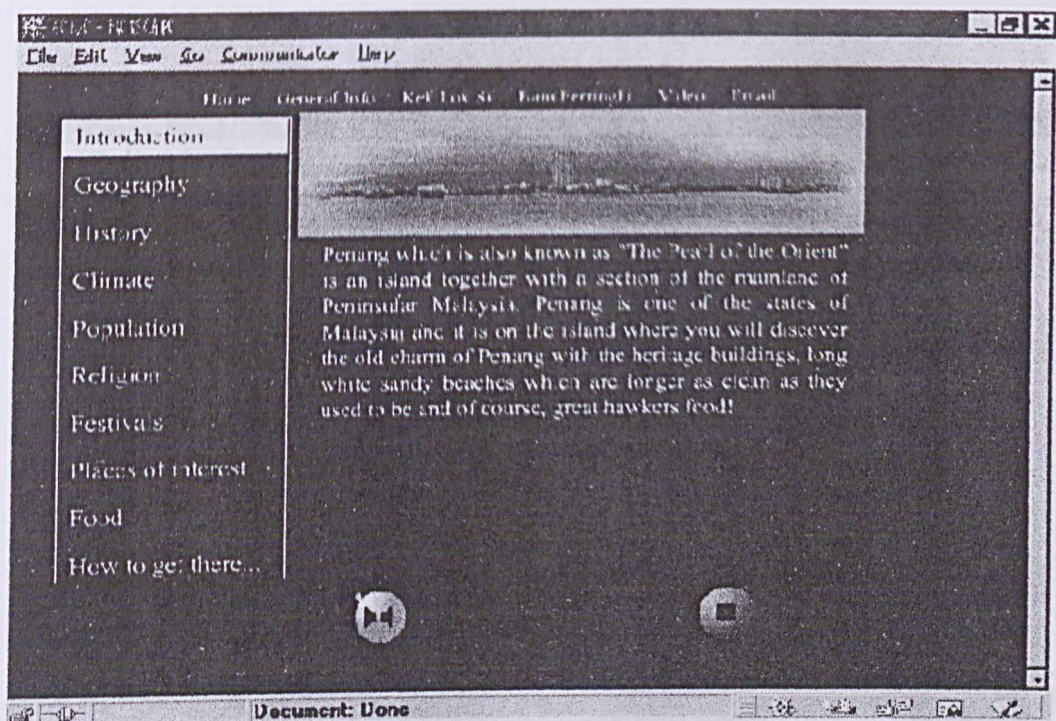 File Edit View Go Communicator Help
Home General Info Kek Lok Si Video Email
Introduction
Geography
History
Climate
Population
Religion
Festivals
Places of interest
Food
How to get there...
Penang which is also known as "The Pearl of the Orient"
is an island together with a section of the mainland of
Peninsular Malaysia. Penang is one of the states of
Malaysia and it is on the island where you will discover
the old charm of Penang with the heritage buildings, long
white sandy beaches which are longer as clean as they
used to be and of course, great hawkers food!
Document: Done